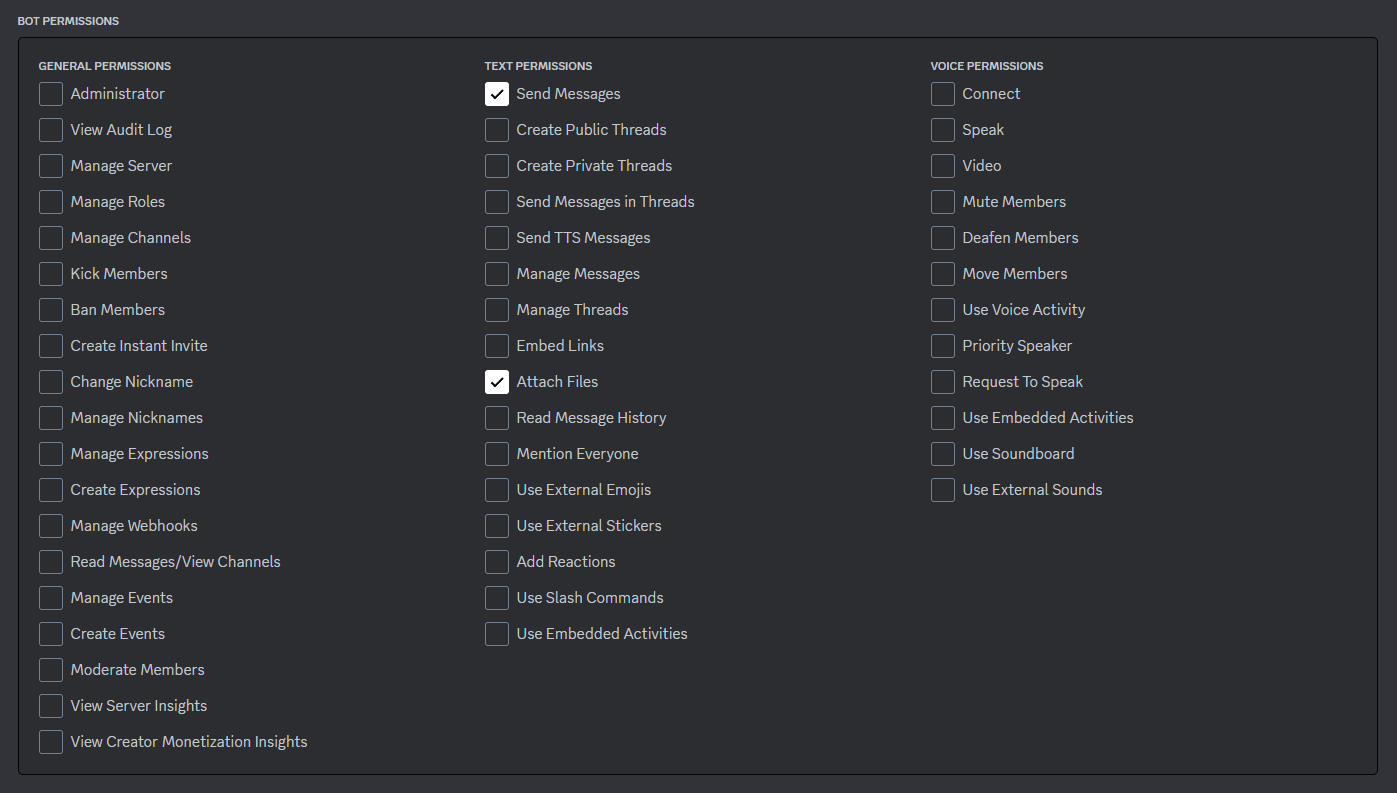 BOT PERMISSIONS
GENERAL PERMISSIONS
Administrator
View Audit Log
Manage Server
Manage Roles
Manage Channels
Kick Members
Ban Members
Create Instant Invite
Change Nickname
Manage Nicknames
Manage Expressions
Create Expressions
Manage Webhooks
Read Messages/View Channels
Manage Events
Create Events
Moderate Members
View Server Insights
View Creator Monetization Insights
TEXT PERMISSIONS
Send Messages
Create Public Threads
Create Private Threads
Send Messages in Threads
Send TTS Messages
Manage Messages
Manage Threads
Embed Links
Attach Files
Read Message History
Mention Everyone
Use External Emojis
Use External Stickers
Add Reactions
Use Slash Commands
Use Embedded Activities
VOICE PERMISSIONS
Connect
Speak
Video
Mute Members
Deafen Members
Move Members
Use Voice Activity
Priority Speaker
Request To Speak
Use Embedded Activities
Use Soundboard
Use External Sounds